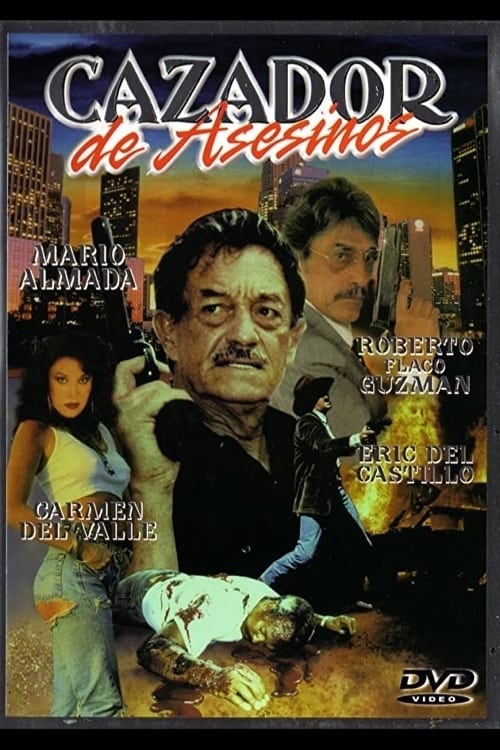 CAZADOR
de Asesinos
MARIO
ALMADA
ROBERTO
FLACO
GUZMAN
ERIC DEL
CASTILLO
CARMEN
DEL VALLE
DVD
VIDEO